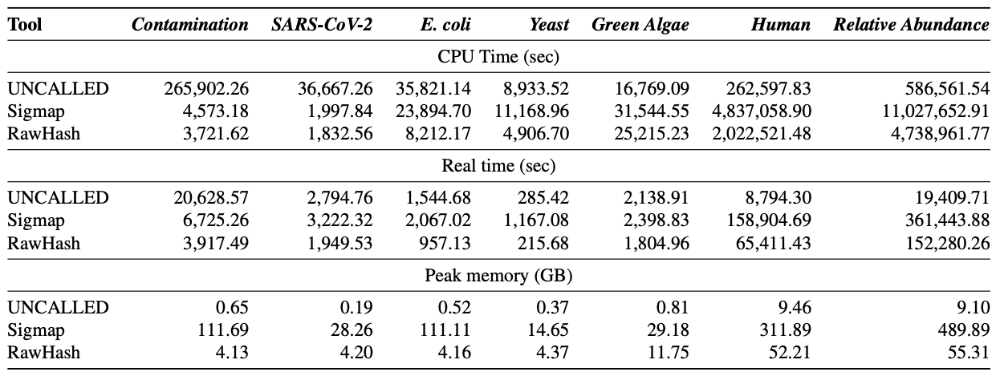 Tool Contamination SARS-CoV-2 E. coli Yeast Green Algae Human Relative Abundance
CPU Time (sec)
UNCALLED 265,902.26 36,667.26 35,821.14 8,933.52 16,769.09 262,597.83 586,561.54
Sigmap 4,573.18 1,997.84 23,894.70 11,168.96 31,544.55 4,837,058.90 11,027,652.91
RawHash 3,721.62 1,832.56 8,212.17 4,906.70 25,215.23 2,022,521.48 4,738,961.77
Real time (sec)
UNCALLED 20,628.57 2,794.76 1,544.68 285.42 2,138.91 8,794.30 19,409.71
Sigmap 6,725.26 3,222.32 2,067.02 1,167.08 2,398.83 158,904.69 361,443.88
RawHash 3,917.49 1,949.53 957.13 215.68 1,804.96 65,411.43 152,280.26
Peak memory (GB)
UNCALLED 0.65 0.19 0.52 0.37 0.81 9.46 9.10
Sigmap 111.69 28.26 111.11 14.65 29.18 311.89 489.89
RawHash 4.13 4.20 4.16 4.37 11.75 52.21 55.31